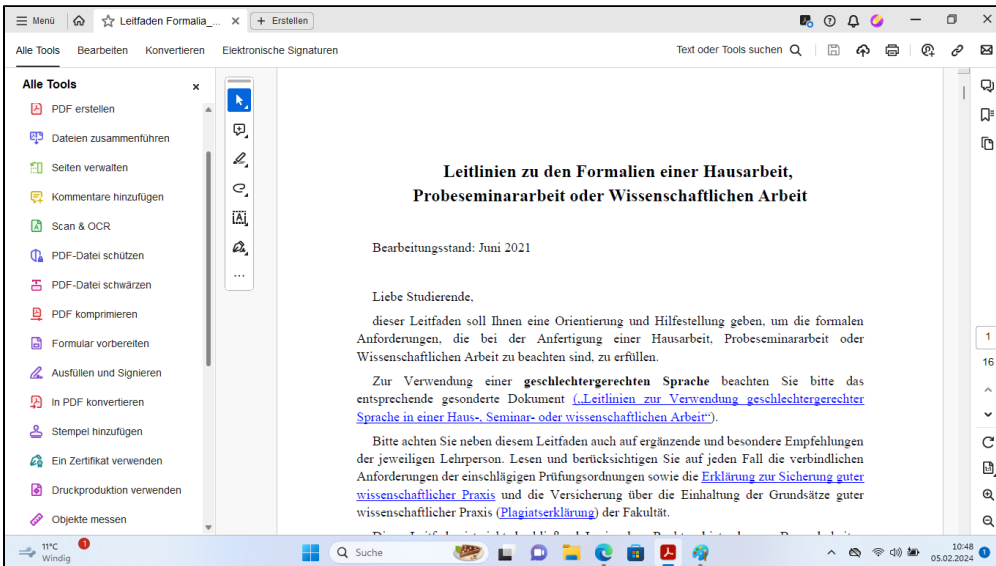 Menü
Leitfaden Formalia_...
Erstellen
Alle Tools
Bearbeiten
Konvertieren
Elektronische Signaturen
Text oder Tools suchen
Alle Tools
PDF erstellen
Dateien zusammenführen
Seiten verwalten
Kommentare hinzufügen
Scan & OCR
PDF-Datei schützen
PDF-Datei schwärzen
PDF komprimieren
Formular vorbereiten
Ausfüllen und Signieren
In PDF konvertieren
Stempel hinzufügen
Ein Zertifikat verwenden
Druckproduktion verwenden
Objekte messen
Leitlinien zu den Formalien einer Hausarbeit,
Probeseminararbeit oder Wissenschaftlichen Arbeit
Bearbeitungsstand: Juni 2021
Liebe Studierende,
dieser Leitfaden soll Ihnen eine Orientierung und Hilfestellung geben, um die formalen
Anforderungen, die bei der Anfertigung einer Hausarbeit, Probeseminararbeit oder
Wissenschaftlichen Arbeit zu beachten sind, zu erfüllen.
Zur Verwendung einer geschlechtergerechten Sprache beachten Sie bitte das
entsprechende gesonderte Dokument („Leitlinien zur Verwendung geschlechtergerechter
Sprache in einer Haus-, Seminar- oder wissenschaftlichen Arbeit“).
Bitte achten Sie neben diesem Leitfaden auch auf ergänzende und besondere Empfehlungen
der jeweiligen Lehrperson. Lesen und berücksichtigen Sie auf jeden Fall die verbindlichen
Anforderungen der einschlägigen Prüfungsordnungen sowie die Erklärung zur Sicherung guter
wissenschaftlicher Praxis und die Versicherung über die Einhaltung der Grundsätze guter
wissenschaftlicher Praxis (Plagiatserklärung) der Fakultät.
1
16
11°C
Windig
1
Suche
10:48
05.02.2024
1